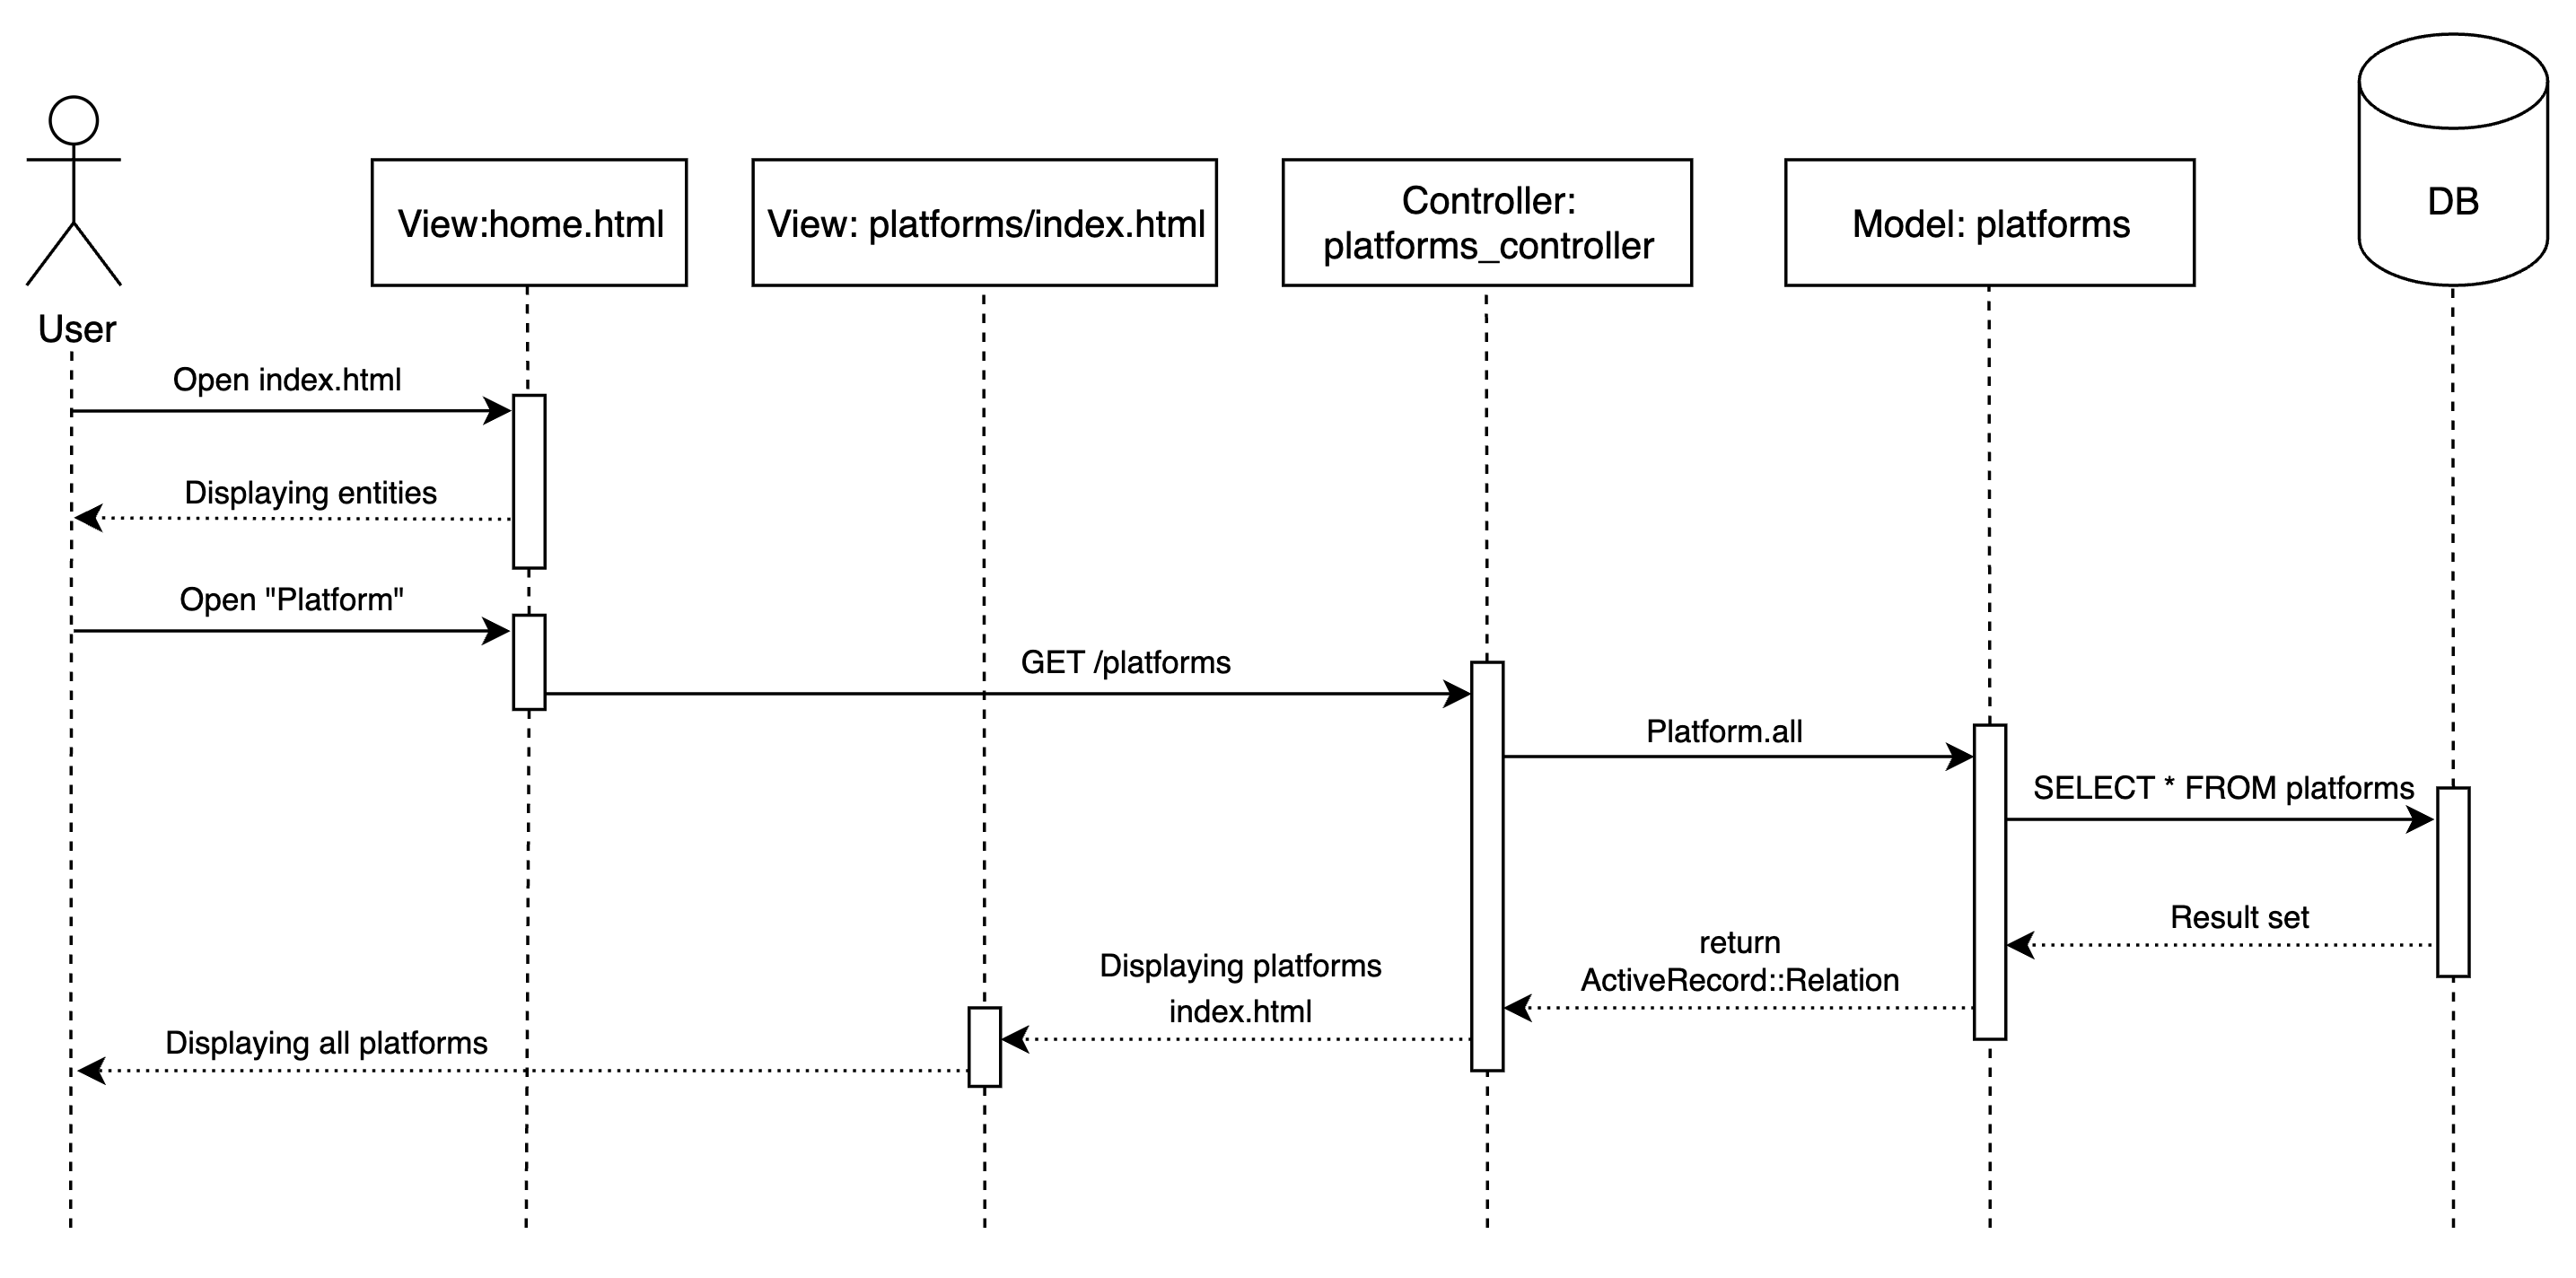 DB
View:home.html
View: platforms/index.html
Controller:
platforms_controller
Model: platforms
User
Open index.html
Displaying entities
Open "Platform"
GET /platforms
Platform.all
SELECT * FROM platforms
Result set
return
ActiveRecord::Relation
Displaying platforms
index.html
Displaying all platforms